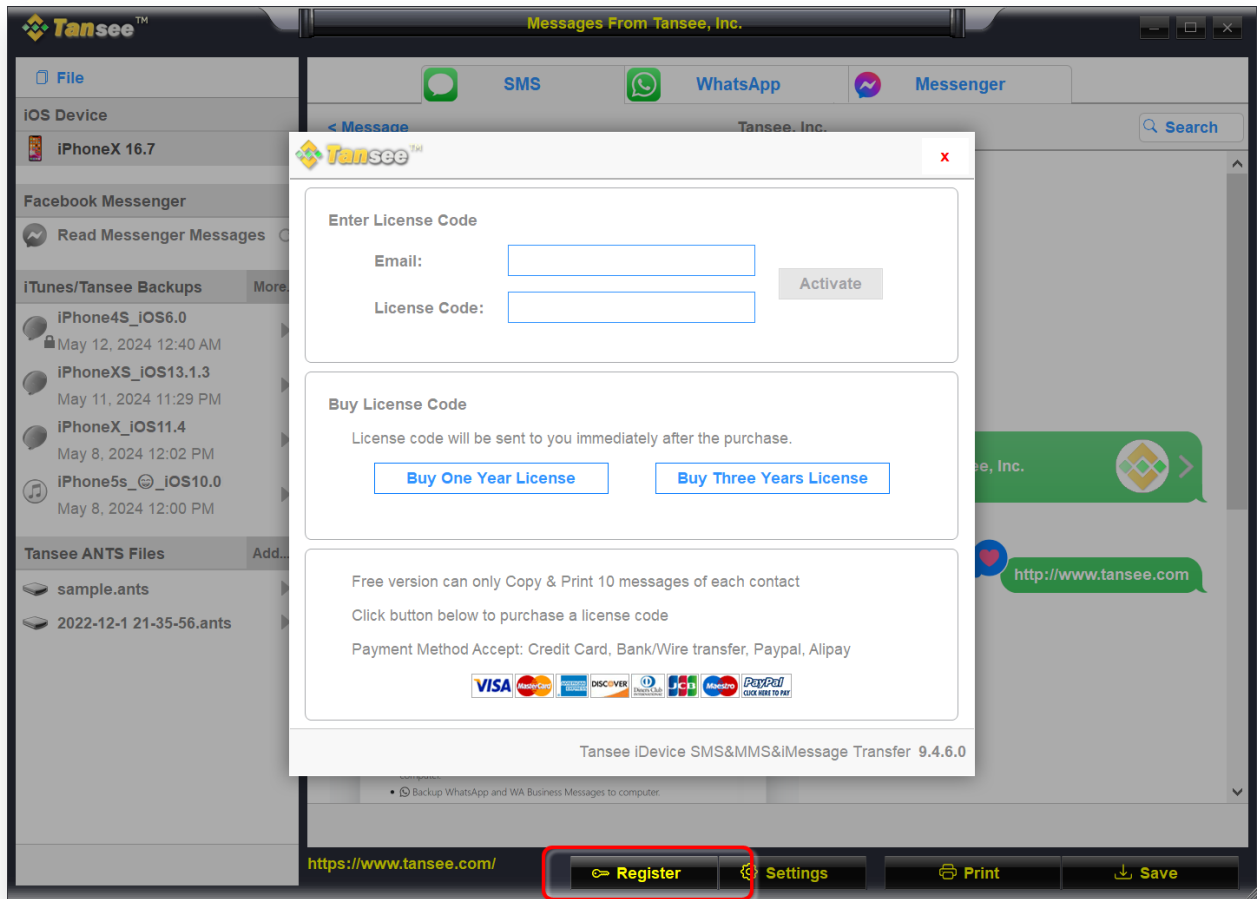 Tansee™
Messages From Tansee, Inc.
File
SMS
WhatsApp
Messenger
iOS Device
< Message
Tansee, Inc.
Search
iPhoneX 16.7
Tansee™
x
Facebook Messenger
Read Messenger Messages
iTunes/Tansee Backups
More.
iPhone4S_iOS6.0
May 12, 2024 12:40 AM
iPhoneXS_iOS13.1.3
May 11, 2024 11:29 PM
iPhoneX_iOS11.4
May 8, 2024 12:02 PM
iPhone5s_😁_iOS10.0
May 8, 2024 12:00 PM
Tansee ANTS Files
Add...
sample.ants
2022-12-1 21-35-56.ants
Enter License Code
Email:
License Code:
Activate
Buy License Code
License code will be sent to you immediately after the purchase.
Buy One Year License
Buy Three Years License
Free version can only Copy & Print 10 messages of each contact
Click button below to purchase a license code
Payment Method Accept: Credit Card, Bank/Wire transfer, Paypal, Alipay
VISA
MasterCard
AMERICAN EXPRESS
DISCOVER
Diners Club
JCB
Maestro
PayPal
CLICK HERE TO PAY
Tansee iDevice SMS&MMS&iMessage Transfer 9.4.6.0
ee, Inc.
http://www.tansee.com
computer.
• Backup WhatsApp and WA Business Messages to computer.
https://www.tansee.com/
Register
Settings
Print
Save